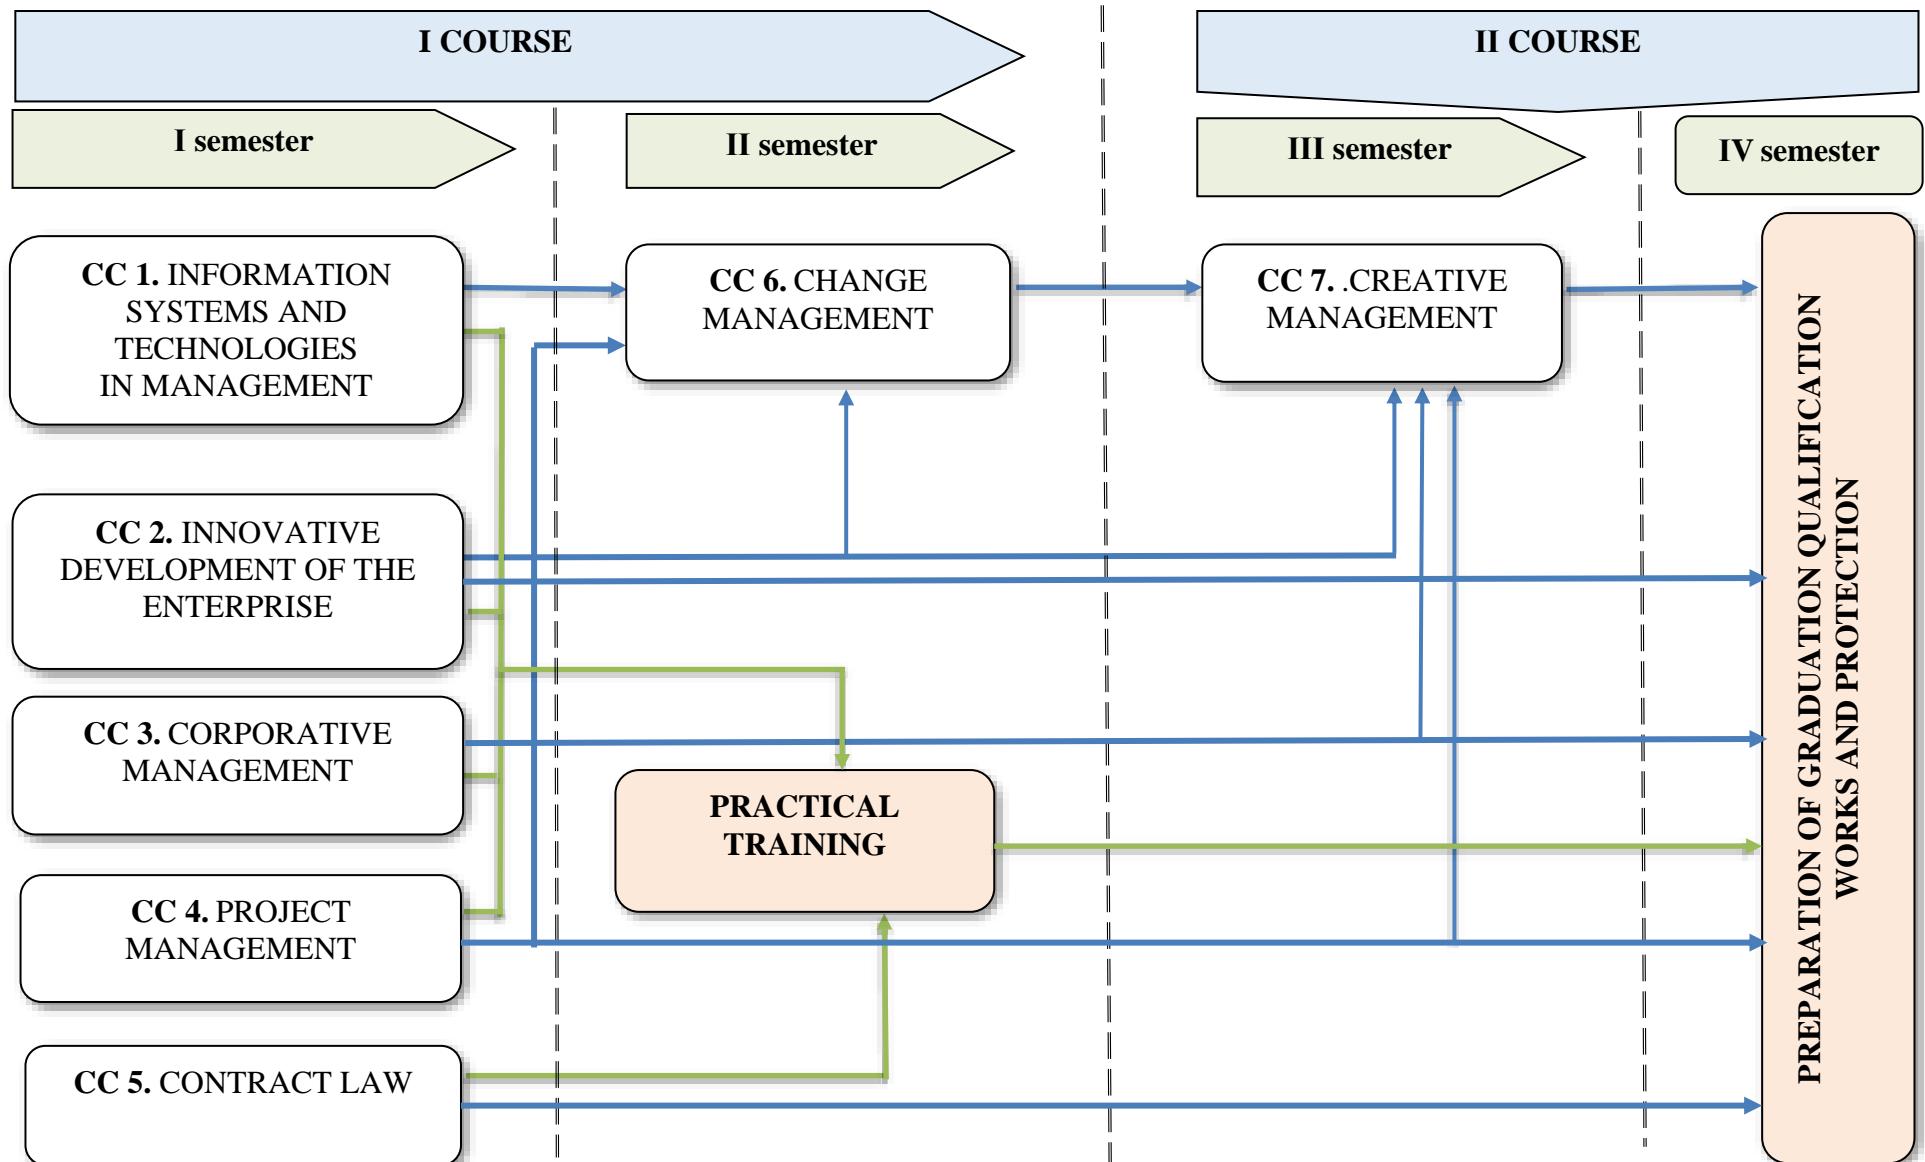 I COURSE
II COURSE
I semester
II semester
III semester
IV semester
CC 1. INFORMATION
SYSTEMS AND
TECHNOLOGIES
IN MANAGEMENT
CC 6. CHANGE
MANAGEMENT
CC 7. .CREATIVE
MANAGEMENT
CC 2. INNOVATIVE
DEVELOPMENT OF THE
ENTERPRISE
CC 3. CORPORATIVE
MANAGEMENT
PRACTICAL
TRAINING
CC 4. PROJECT
MANAGEMENT
CC 5. CONTRACT LAW
PREPARATION OF GRADUATION QUALIFICATION
WORKS AND PROTECTION